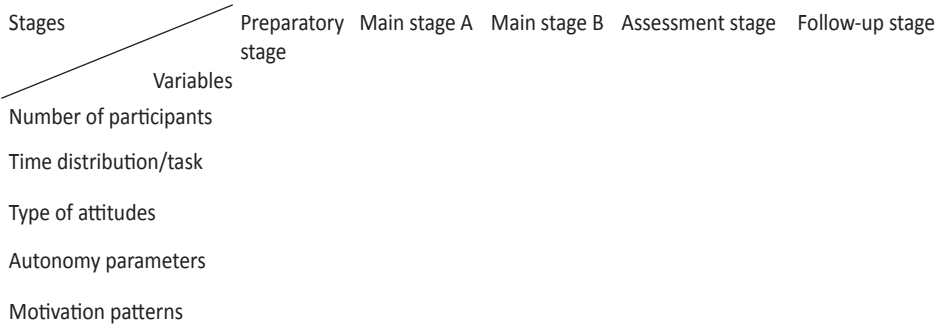 Stages Preparatory Main stage A Main stage B Assessment stage Follow-up stage
stage
Variables
Number of participants
Time distribution/task
Type of attitudes
Autonomy parameters
Motivation patterns